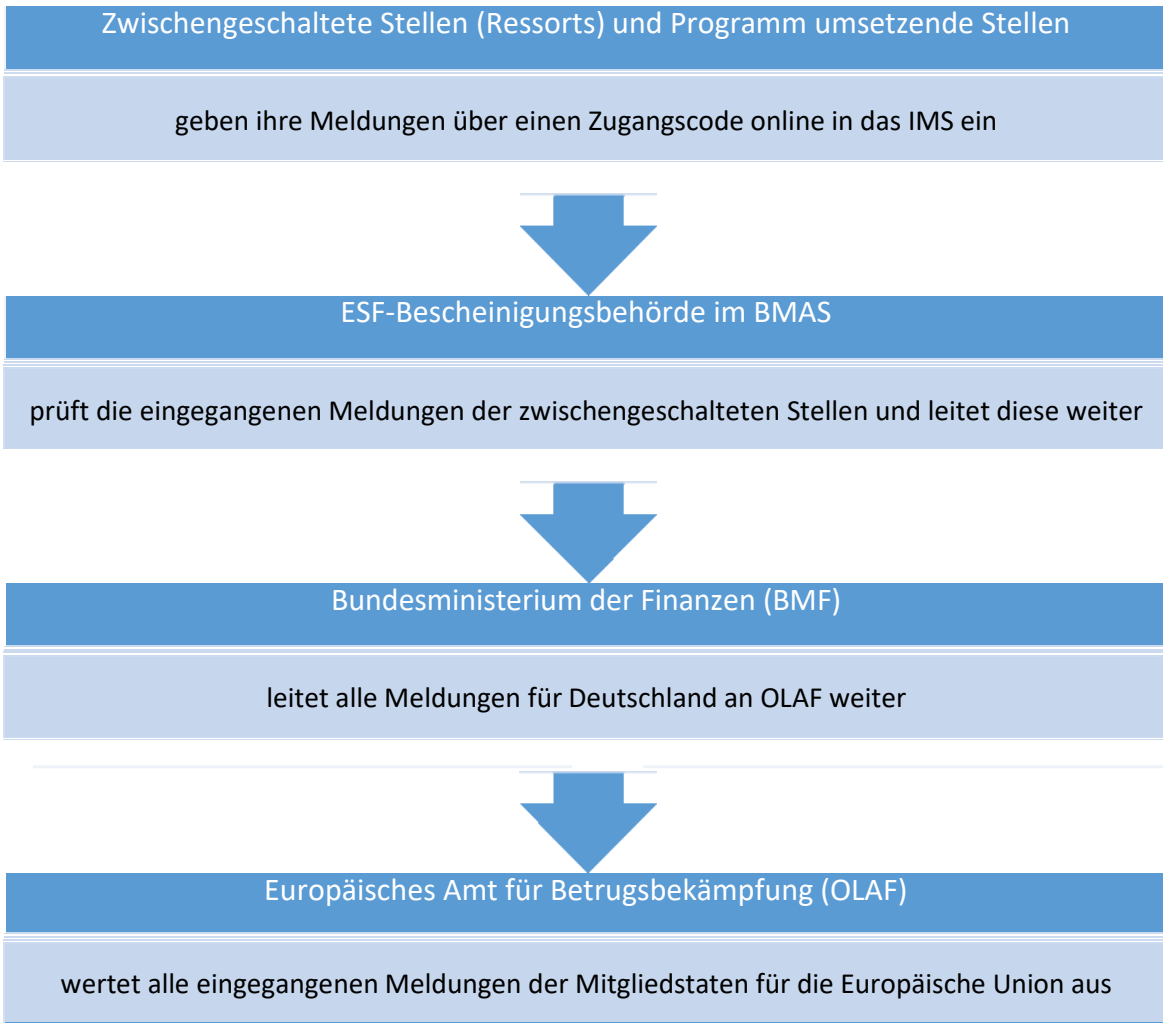 Zwischengeschaltete Stellen (Ressorts) und Programm umsetzende Stellen
geben ihre Meldungen über einen Zugangscode online in das IMS ein
ESF-Bescheinigungsbehörde im BMAS
prüft die eingegangenen Meldungen der zwischengeschalteten Stellen und leitet diese weiter
Bundesministerium der Finanzen (BMF)
leitet alle Meldungen für Deutschland an OLAF weiter
Europäisches Amt für Betrugsbekämpfung (OLAF)
wertet alle eingegangenen Meldungen der Mitgliedstaten für die Europäische Union aus